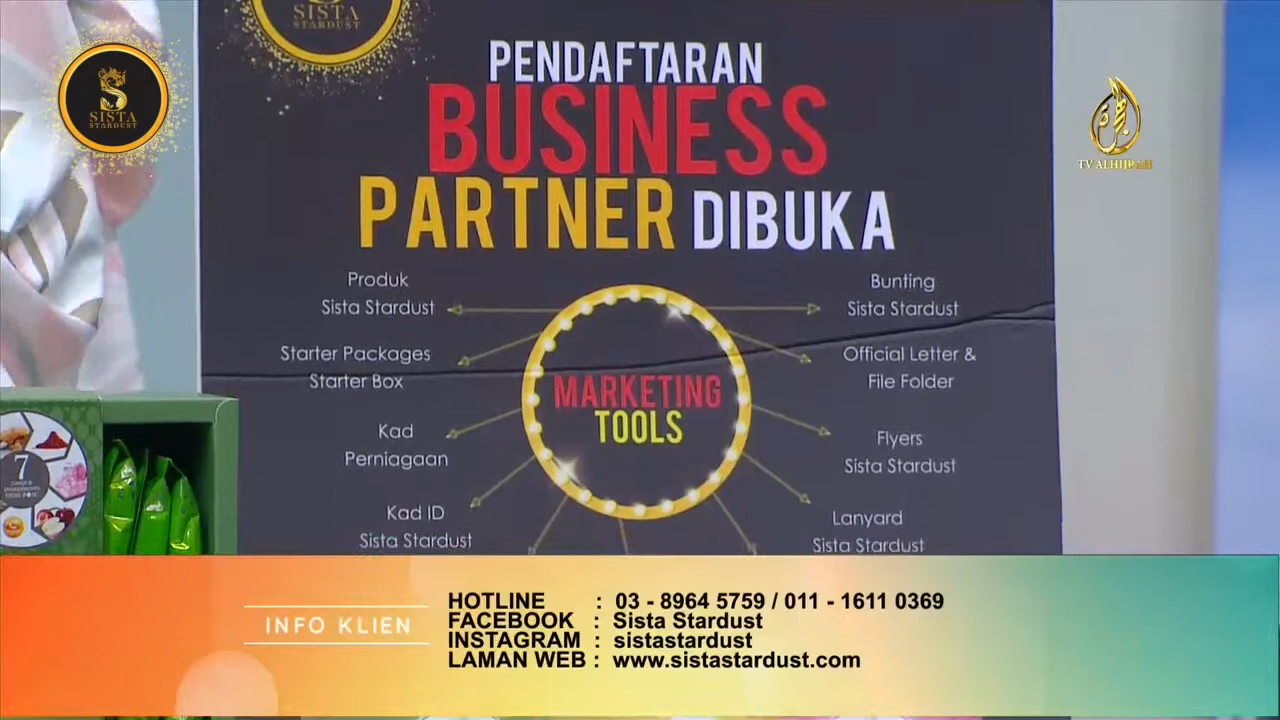 SISTA
STARDUST
SISTA
STARDUST
TV ALHIJRAH
PENDAFTARAN
BUSINESS
PARTNER DIBUKA
Produk
Sista Stardust
Starter Packages
Starter Box
Kad
Perniagaan
Kad ID
Sista Stardust
MARKETING
TOOLS
Bunting
Sista Stardust
Official Letter &
File Folder
Flyers
Sista Stardust
Lanyard
Sista Stardust
7
INFO KLIEN
HOTLINE : 03 - 8964 5759 / 011 - 1611 0369
FACEBOOK : Sista Stardust
INSTAGRAM : sistastardust
LAMAN WEB : www.sistastardust.com